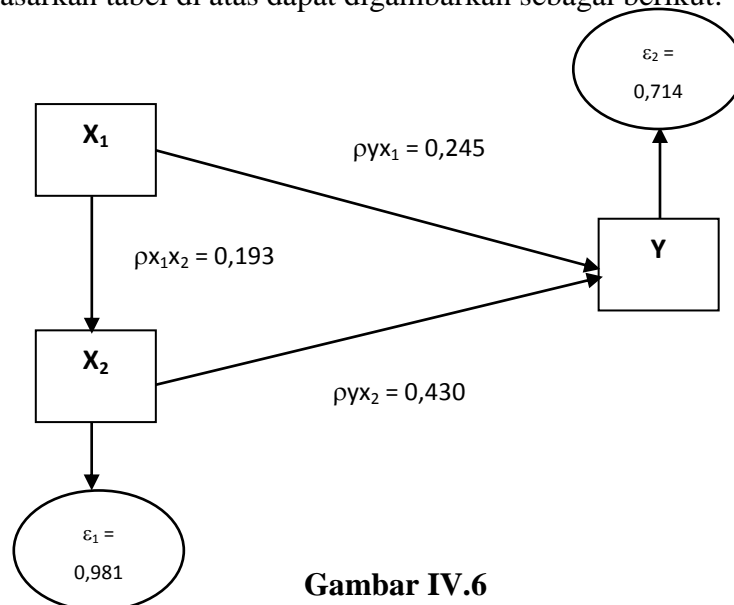 tabel di atas dapat digambarkan sebagai berikut:
ε₂ =
0,714
X₁
ρyx₁ = 0,245
Y
ρx₁x₂ = 0,193
X₂
ρyx₂ = 0,430
ε₁ =
0,981
Gambar IV.6